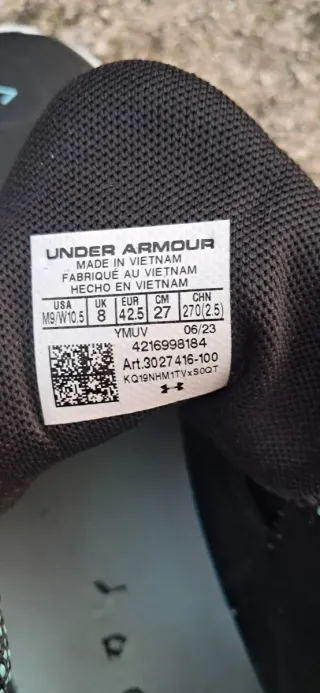 UNDER ARMOUR
MADE IN VIETNAM
FABRIQUÉ AU VIETNAM
HECHO EN VIETNAM
USA UK EUR CM CHN
M9/W10.5 8 42.5 27 270(2.5)
YMUV 06/23
4216998184
Art.3027416-100
KQ19NHM1TVxS0QT